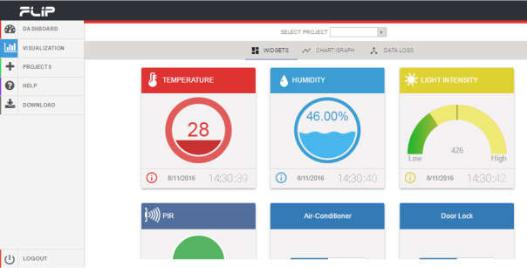 FLiP
DASHBOARD
VISUALIZATION
PROJECTS
HELP
DOWNLOAD
LOGOUT
SELECT PROJECT
WIDGETS CHART/GRAPH DATA LOGS
TEMPERATURE
28
8/11/2016 14:30:39
HUMIDITY
46.00%
8/11/2016 14:30:40
LIGHT INTENSITY
Low 426 High
8/11/2016 14:30:42
PIR
Air-Conditioner
Door Lock